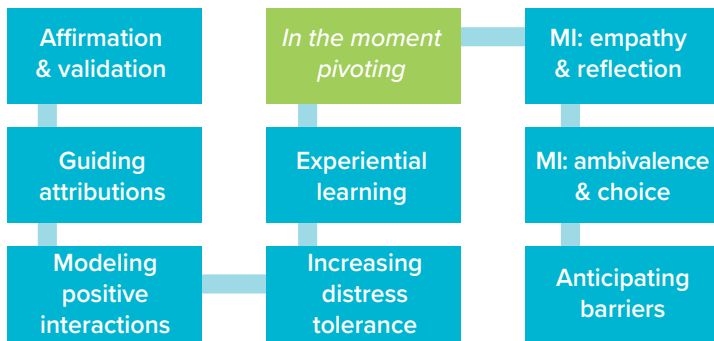 Affirmation
& validation
Guiding
attributions
Modeling
positive
interactions
Increasing
distress
tolerance
Experiential
learning
In the moment
pivoting
MI: empathy
& reflection
MI: ambivalence
& choice
Anticipating
barriers